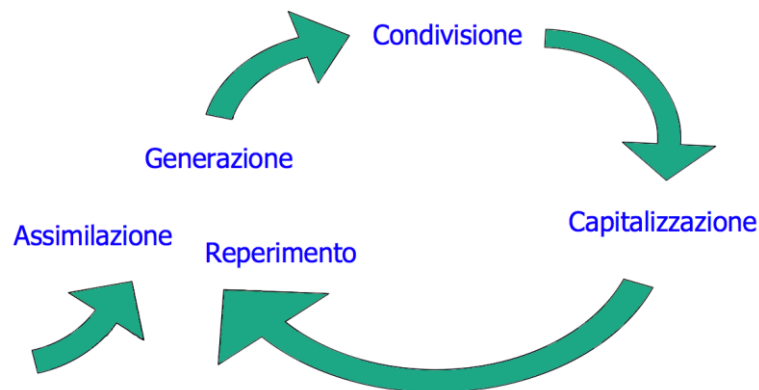 Condivisione
Generazione
Capitalizzazione
Assimilazione
Reperimento